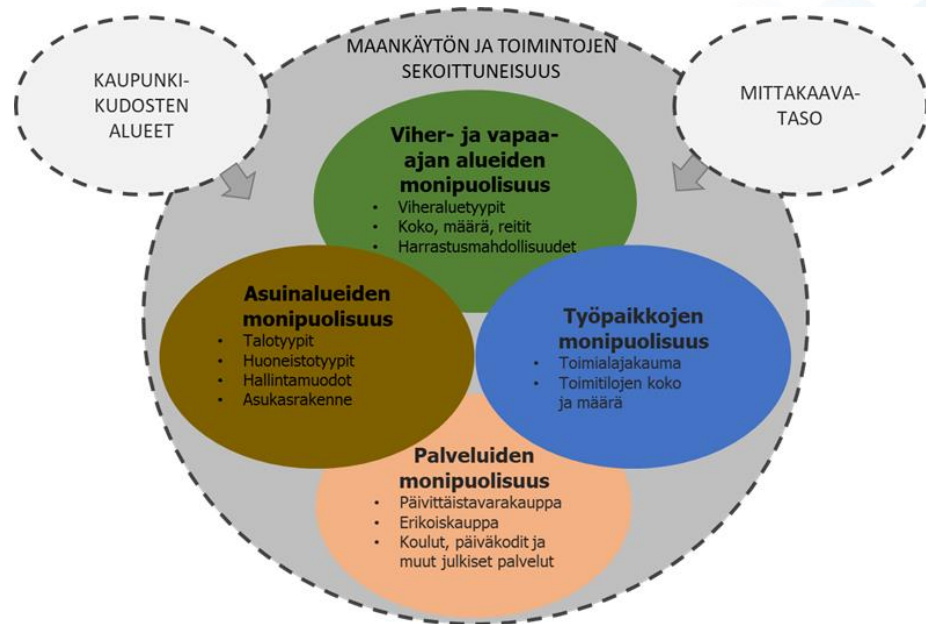 MAANKÄYTÖN JA TOIMINTOJEN
SEKOITTUNEISUUS
KAUPUNKI-
KUDOSTEN
ALUEET
MITTAKAAVA-
TASO
Viher- ja vapaa-
ajan alueiden
monipuolisuus
• Viheraluetyypit
• Koko, määrä, reitit
• Harrastusmahdollisuudet
Asuinalueiden
monipuolisuus
• Talotyypit
• Huoneistotyypit
• Hallintamuodot
• Asukasrakenne
Työpaikkojen
monipuolisuus
• Toimialajakauma
• Toimitilojen koko
ja määrä
Palveluiden
monipuolisuus
• Päivittäistavarakauppa
• Erikoiskauppa
• Koulut, päiväkodit ja
muut julkiset palvelut